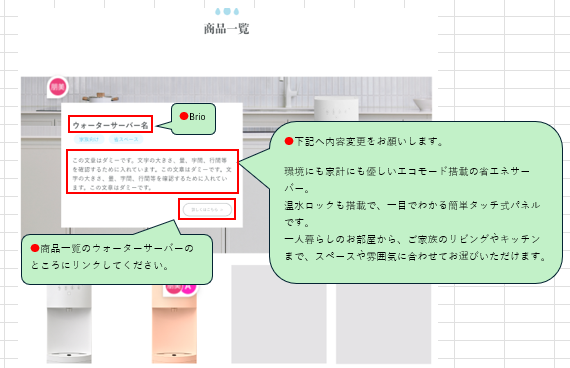 商品一覧
ウォーターサーバー名
●Brio
この文章はダミーです。文字の大きさ、量、字間、行間等
を確認するために入れています。この文章はダミーです。文
字の大きさ、量、字間、行間等を確認するために入れてい
ます。この文章はダミーです。
●下記へ内容変更をお願いします。
環境にも家計にも優しいエコモード搭載の省エネサー
バー。
温水ロックも搭載で、一目でわかる簡単タッチ式パネル
です。
一人暮らしのお部屋から、ご家族のリビングやキッチン
まで、スペースや雰囲気に合わせてお選びいただけます。
●商品一覧のウォーターサーバーの
ところにリンクしてください。